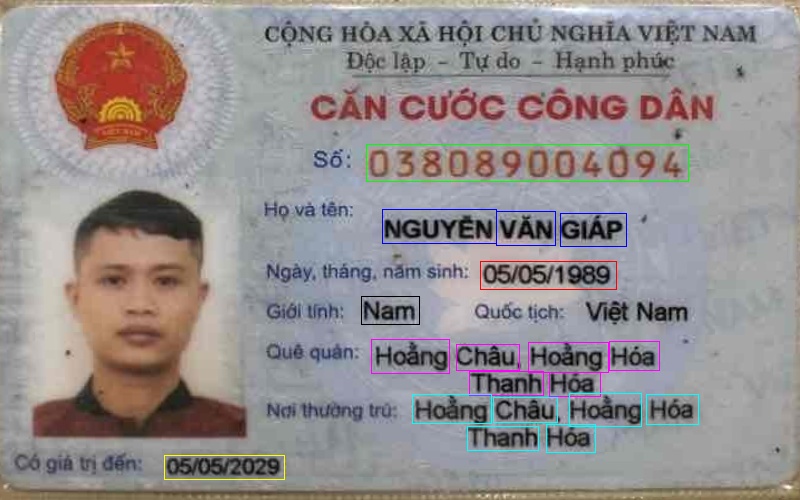 CỘNG HÒA XÃ HỘI CHỦ NGHĨA VIỆT NAM
Độc lập - Tự do - Hạnh phúc
CĂN CƯỚC CÔNG DÂN
Số: 038089004094
Họ và tên:
NGUYỄN VĂN GIÁP
Ngày, tháng, năm sinh: 05/05/1989
Giới tính: Nam Quốc tịch: Việt Nam
Quê quán: Hoằng Châu, Hoằng Hóa
Thanh Hóa
Nơi thường trú: Hoằng Châu, Hoằng Hóa
Thanh Hóa
Có giá trị đến: 05/05/2029